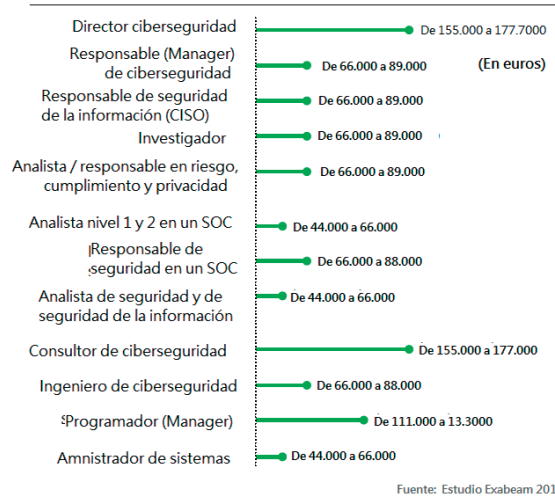 Director ciberseguridad
De 155.000 a 177.7000
Responsable (Manager)
de ciberseguridad
De 66.000 a 89.000
(En euros)
Responsable de seguridad
de la información (CISO)
De 66.000 a 89.000
Investigador
De 66.000 a 89.000
Analista / responsable en riesgo,
cumplimiento y privacidad
De 66.000 a 89.000
Analista nivel 1 y 2 en un SOC
De 44.000 a 66.000
Responsable de
seguridad en un SOC
De 66.000 a 88.000
Analista de seguridad y de
seguridad de la información
De 44.000 a 66.000
Consultor de ciberseguridad
De 155.000 a 177.000
Ingeniero de ciberseguridad
De 66.000 a 88.000
Programador (Manager)
De 111.000 a 13.3000
Amnistrador de sistemas
De 44.000 a 66.000
Fuente: Estudio Exabeam 201